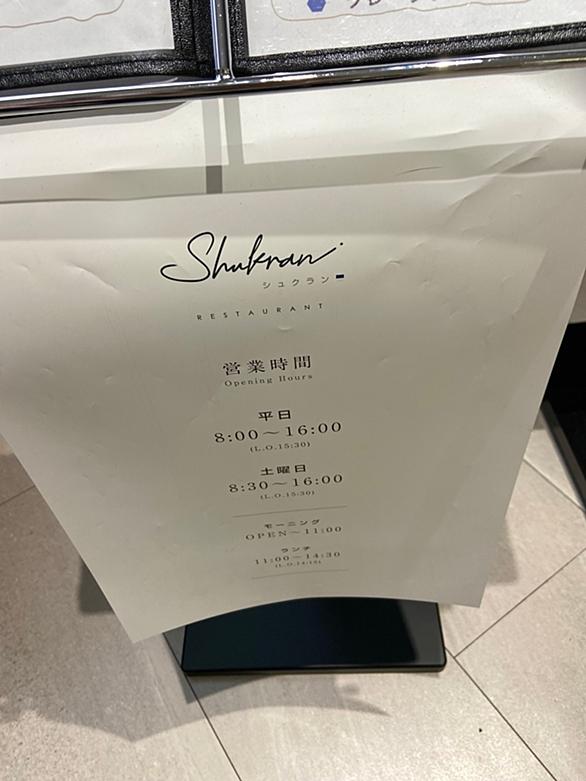 Shukran
シュクラン
RESTAURANT
営業時間
Opening Hours
平日
8:00〜16:00
(L.O.15:30)
土曜日
8:30〜16:00
(L.O.15:30)
モーニング
OPEN〜11:00
ランチ
11:00〜14:30
(L.O.14:10)